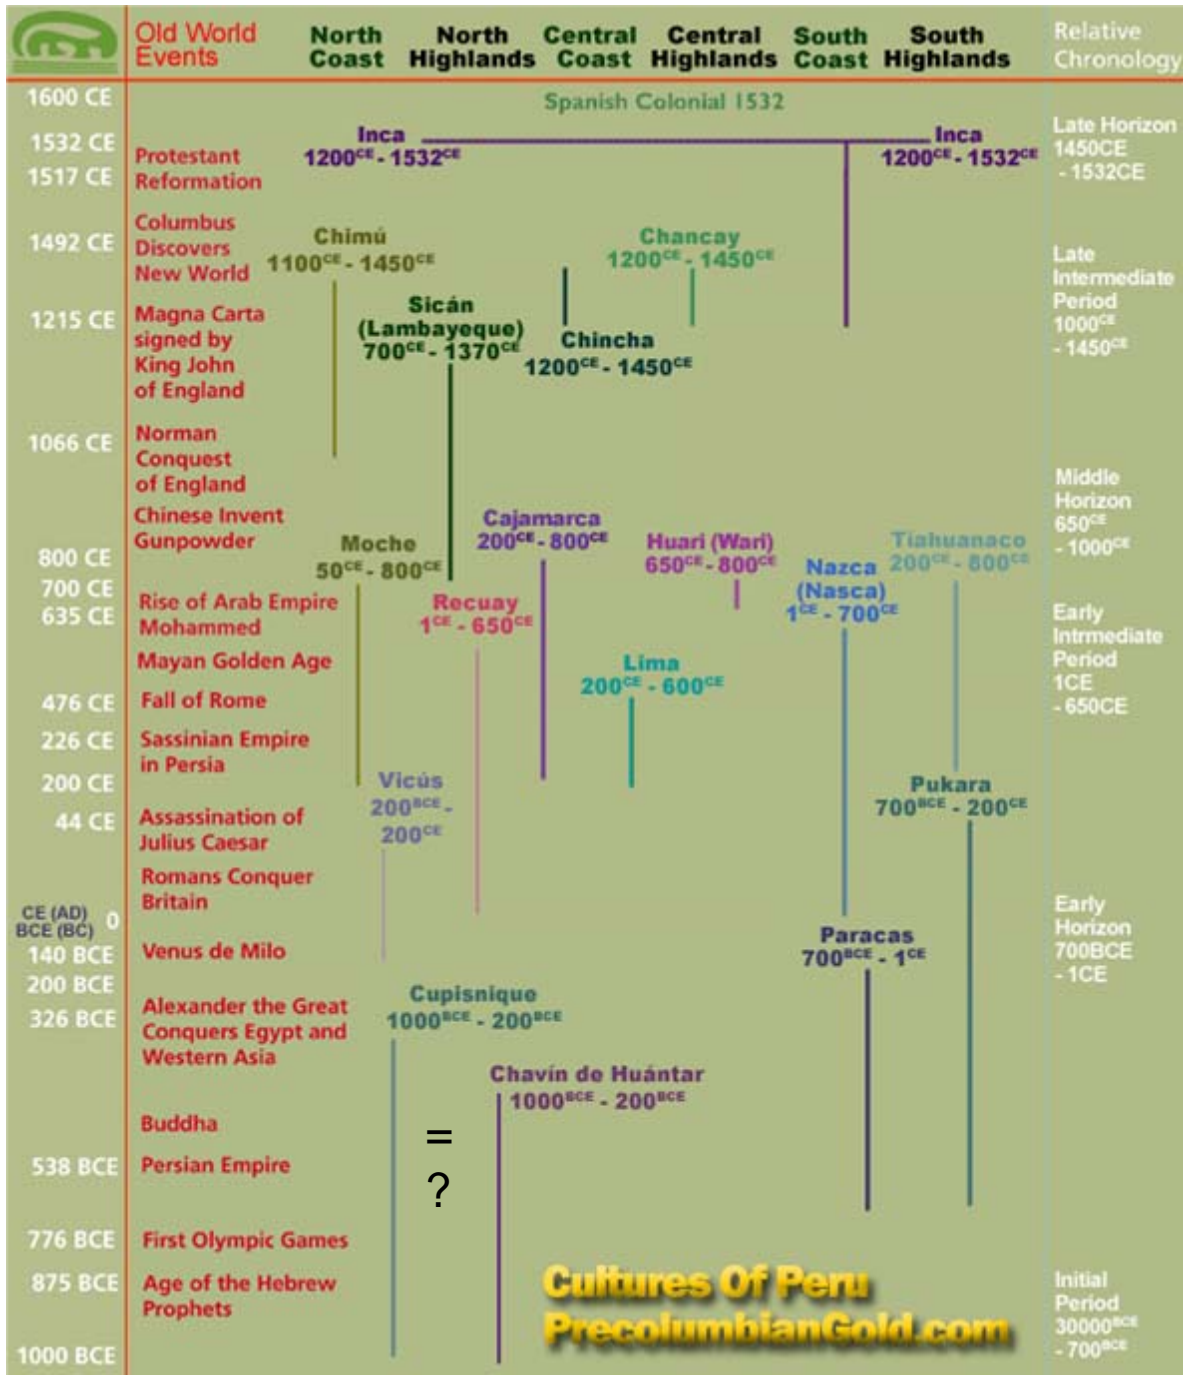 Old World
Events
North
Coast
North
Highlands
Central
Coast
Central
Highlands
South
Coast
South
Highlands
Relative
Chronology
1600 CE
Spanish Colonial 1532
1532 CE
1517 CE
Protestant
Reformation
Inca
1200CE - 1532CE
Inca
1200CE - 1532CE
Late Horizon
1450CE
- 1532CE
1492 CE
Columbus
Discovers
New World
Chimú
1100CE - 1450CE
Chancay
1200CE - 1450CE
Late
Intermediate
Period
1000CE
- 1450CE
1215 CE
Magna Carta
signed by
King John
of England
Sicán
(Lambayeque)
700CE - 1370CE
Chincha
1200CE - 1450CE
1066 CE
Norman
Conquest
of England
Middle
Horizon
650CE
- 1000CE
Chinese Invent
Gunpowder
800 CE
Moche
50CE - 800CE
Cajamarca
200CE - 800CE
Huari (Wari)
650CE - 800CE
Nazca
(Nasca)
1CE - 700CE
Tiahuanaco
200CE - 800CE
700 CE
635 CE
Rise of Arab Empire
Mohammed
Recuay
1CE - 650CE
Early
Intrmediate
Period
1CE
- 650CE
Mayan Golden Age
Lima
200CE - 600CE
476 CE
Fall of Rome
226 CE
Sassinian Empire
in Persia
200 CE
Vicús
200BCE -
200CE
Pukara
700BCE - 200CE
44 CE
Assassination of
Julius Caesar
Romans Conquer
Britain
CE (AD)
BCE (BC)
0
Early
Horizon
700BCE
- 1CE
140 BCE
Venus de Milo
Paracas
700BCE - 1CE
200 BCE
326 BCE
Alexander the Great
Conquers Egypt and
Western Asia
Cupisnique
1000BCE - 200BCE
Chavín de Huántar
1000BCE - 200BCE
Buddha
=
?
538 BCE
Persian Empire
776 BCE
First Olympic Games
875 BCE
Age of the Hebrew
Prophets
Cultures Of Peru
PrecolumbianGold.com
Initial
Period
30000BCE
- 700BCE
1000 BCE